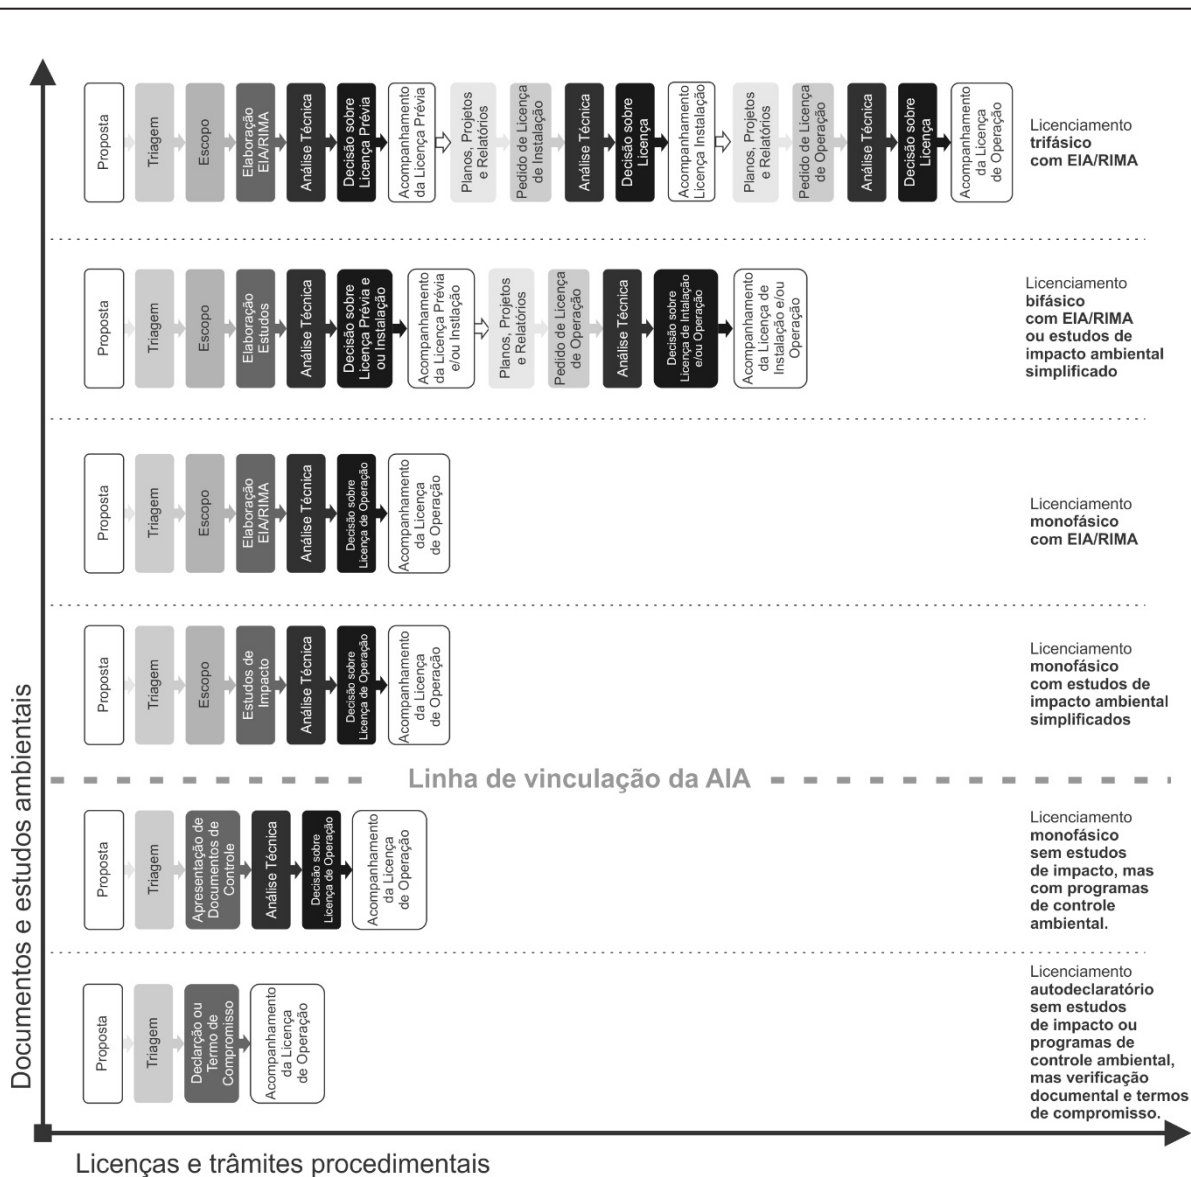 Documentos e estudos ambientais
Proposta
Triagem
Escopo
Elaboração
EIA/RIMA
Análise Técnica
Decisão sobre
Licença Prévia
Acompanhamento
da Licença Prévia
Planos, Projetos
e Relatórios
Pedido de Licença
de Instalação
Análise Técnica
Decisão sobre
Licença
Acompanhamento
Licença Instalação
Planos, Projetos
e Relatórios
Pedido de Licença
de Operação
Análise Técnica
Decisão sobre
Licença
Acompanhamento
da Licença
de Operação
Licenciamento
trifásico
com EIA/RIMA
Proposta
Triagem
Escopo
Elaboração
Estudos
Análise Técnica
Decisão sobre
Licença Prévia e
ou Instalação
Acompanhamento
da Licença Prévia
e/ou Instlação
Planos, Projetos
e Relatórios
Pedido de Licença
de Operação
Análise Técnica
Decisão sobre
Licença de Intalação
e/ou Operação
Acompanhamento
da Licença de
Instalação e/ou
Operação
Licenciamento
bifásico
com EIA/RIMA
ou estudos de
impacto ambiental
simplificado
Proposta
Triagem
Escopo
Elaboração
EIA/RIMA
Análise Técnica
Decisão sobre
Licença de Operação
Acompanhamento
da Licença
de Operação
Licenciamento
monofásico
com EIA/RIMA
Proposta
Triagem
Escopo
Estudos de
Impacto
Análise Técnica
Decisão sobre
Licença de Operação
Acompanhamento
da Licença
de Operação
Licenciamento
monofásico
com estudos de
impacto ambiental
simplificados
Linha de vinculação da AIA
Proposta
Triagem
Apresentação de
Documentos de
Controle
Análise Técnica
Decisão sobre
Licença de Operação
Acompanhamento
da Licença
de Operação
Licenciamento
monofásico
sem estudos
de impacto, mas
com programas
de controle
ambiental.
Proposta
Triagem
Declarção ou
Termo de
Compromisso
Acompanhamento
da Licença
de Operação
Licenciamento
autodeclaratório
sem estudos
de impacto ou
programas de
controle ambiental,
mas verificação
documental e termos
de compromisso.
Licenças e trâmites procedimentais